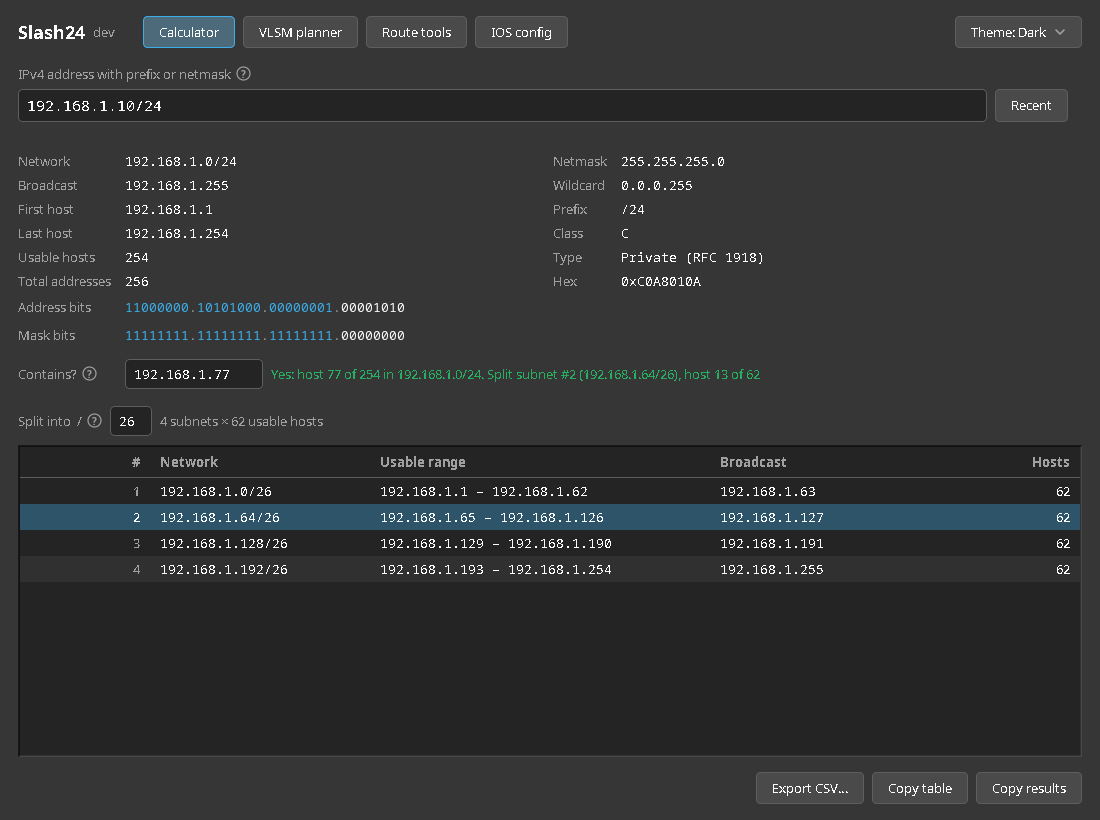 Slash24 dev Calculator VLSM planner Route tools IOS config Theme: Dark
IPv4 address with prefix or netmask ?
192.168.1.10/24 Recent
Network 192.168.1.0/24 Netmask 255.255.255.0
Broadcast 192.168.1.255 Wildcard 0.0.0.255
First host 192.168.1.1 Prefix /24
Last host 192.168.1.254 Class C
Usable hosts 254 Type Private (RFC 1918)
Total addresses 256 Hex 0xC0A8010A
Address bits 11000000.10101000.00000001.00001010
Mask bits 11111111.11111111.11111111.00000000
Contains? ? 192.168.1.77 Yes: host 77 of 254 in 192.168.1.0/24. Split subnet #2 (192.168.1.64/26), host 13 of 62
Split into / ? 26 4 subnets × 62 usable hosts
# Network Usable range Broadcast Hosts
1 192.168.1.0/26 192.168.1.1 – 192.168.1.62 192.168.1.63 62
2 192.168.1.64/26 192.168.1.65 – 192.168.1.126 192.168.1.127 62
3 192.168.1.128/26 192.168.1.129 – 192.168.1.190 192.168.1.191 62
4 192.168.1.192/26 192.168.1.193 – 192.168.1.254 192.168.1.255 62
Export CSV... Copy table Copy results